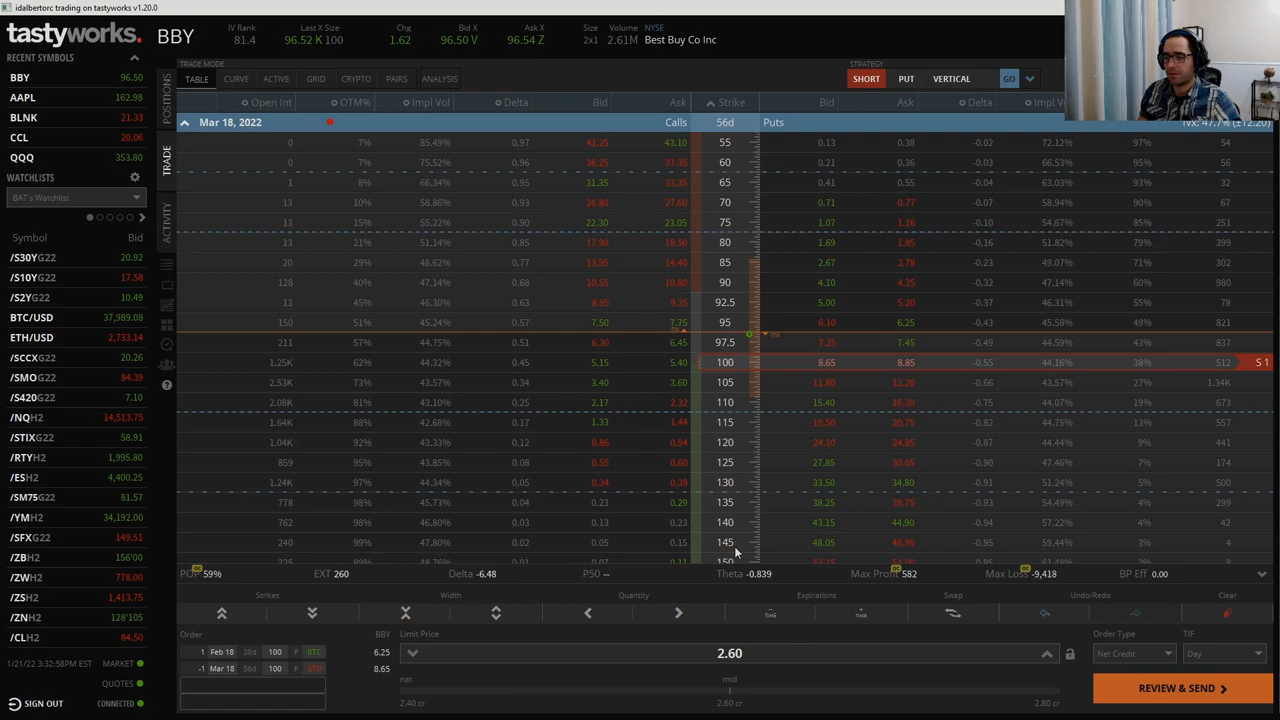 idalbertorc trading on tastyworks v1.20.0
tastyworks.
BBY
IV Rank
81.4
Last X Size
96.52 K 100
Chg
1.62
Bid X
96.50 V
Ask X
96.54 Z
Size
2x1
Volume
2.61M
NYSE
Best Buy Co Inc
RECENT SYMBOLS
BBY 96.50
AAPL 162.98
BLNK 21.33
CCL 20.06
QQQ 353.80
WATCHLISTS
BAT's Watchlist
Symbol Bid
/S30YG22 20.92
/S10YG22 17.58
/S2YG22 10.49
BTC/USD 37,989.08
ETH/USD 2,733.14
/SCCXG22 20.26
/SMOG22 84.39
/S420G22 7.10
/NQH2 14,513.75
/STIXG22 58.91
/RTYH2 1,995.80
/ESH2 4,400.25
/SM75G22 81.57
/YMH2 34,192.00
/SFXG22 149.51
/ZBH2 156'00
/ZWH2 778.00
/ZSH2 1,413.75
/ZNH2 128'105
/CLH2 84.50
1/21/22 3:32:58PM EST MARKET
QUOTES
SIGN OUT CONNECTED
POSITIONS
TRADE
ACTIVITY
TRADE MODE
TABLE CURVE ACTIVE GRID CRYPTO PAIRS ANALYSIS
STRATEGY
SHORT PUT VERTICAL GO
Open Int OTM% Impl Vol Delta Bid Ask Strike Bid Ask Delta Impl Vo
Mar 18, 2022 Calls 56d Puts IVx: 47.7% (±12.20)
0 7% 85.49% 0.97 41.25 43.10 55 0.13 0.38 -0.02 72.12% 97% 54
0 7% 75.52% 0.96 36.25 37.35 60 0.21 0.36 -0.03 66.53% 95% 56
1 8% 66.34% 0.95 31.35 33.35 65 0.41 0.55 -0.04 63.03% 93% 32
13 10% 58.86% 0.93 26.80 27.60 70 0.71 0.77 -0.07 58.94% 90% 67
13 15% 55.22% 0.90 22.30 23.05 75 1.07 1.16 -0.10 54.67% 85% 251
13 21% 51.14% 0.85 17.90 18.50 80 1.69 1.85 -0.16 51.82% 79% 399
20 29% 48.62% 0.77 13.95 14.40 85 2.67 2.78 -0.23 49.13% 71% 302
128 40% 47.14% 0.68 10.55 10.80 90 4.10 4.25 -0.32 47.14% 60% 980
13 45% 46.30% 0.63 8.95 9.25 92.5 5.00 5.20 -0.37 46.31% 55% 78
150 51% 45.24% 0.57 7.50 7.75 95 6.10 6.25 -0.43 45.58% 49% 821
211 57% 44.74% 0.51 6.30 6.45 97.5 7.25 7.45 -0.49 44.59% 43% 837
1.25K 62% 44.32% 0.45 5.15 5.40 100 8.65 8.85 -0.55 44.16% 38% 512 S 1
2.53K 73% 43.57% 0.34 3.40 3.60 105 11.80 12.20 -0.66 43.57% 27% 1.34K
2.08K 81% 43.10% 0.25 2.17 2.32 110 15.40 16.30 -0.74 44.07% 19% 673
1.64K 88% 42.68% 0.17 1.33 1.44 115 19.50 20.75 -0.82 44.44% 13% 557
1.04K 92% 43.33% 0.12 0.86 0.94 120 24.10 24.85 -0.87 44.74% 9% 441
859 95% 43.85% 0.08 0.55 0.60 125 27.85 30.05 -0.90 47.46% 7% 174
1.24K 97% 44.34% 0.05 0.34 0.39 130 33.50 34.80 -0.91 49.12% 5% 500
778 98% 45.73% 0.04 0.23 0.29 135 38.25 39.75 -0.93 54.49% 4% 299
762 99% 46.80% 0.03 0.13 0.23 140 43.15 44.90 -0.94 57.22% 4% 42
240 99% 47.80% 0.02 0.05 0.15 145 48.05 49.95 -0.95 59.44% 3% 4
150
POP 59% EXT 260 Delta -6.48 P50 -- Theta -0.839 Max Profit 582 Max Loss -9,418 BP Eff 0.00
Strikes Width Quantity Expirations Swap Undo/Redo Clear
TIME TIME
Order BBY Limit Price Order Type TIF
1 Feb 18 28d 100 P BTC 6.25 2.60 Net Credit Day
-1 Mar 18 56d 100 P STO 8.65
nat mid
2.40 cr 2.60 cr 2.80 cr
REVIEW & SEND